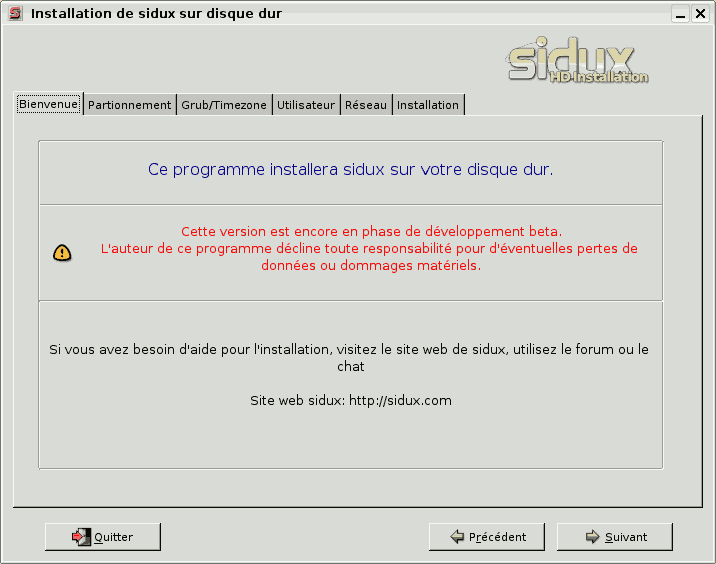 Installation de sidux sur disque dur
sidux
HD-Installation
Bienvenue Partionnement Grub/Timezone Utilisateur Réseau Installation
Ce programme installera sidux sur votre disque dur.
Cette version est encore en phase de développement beta.
L'auteur de ce programme décline toute responsabilité pour d'éventuelles pertes de
données ou dommages matériels.
Si vous avez besoin d'aide pour l'installation, visitez le site web de sidux, utilisez le forum ou le
chat
Site web sidux: http://sidux.com
Quitter Précédent Suivant